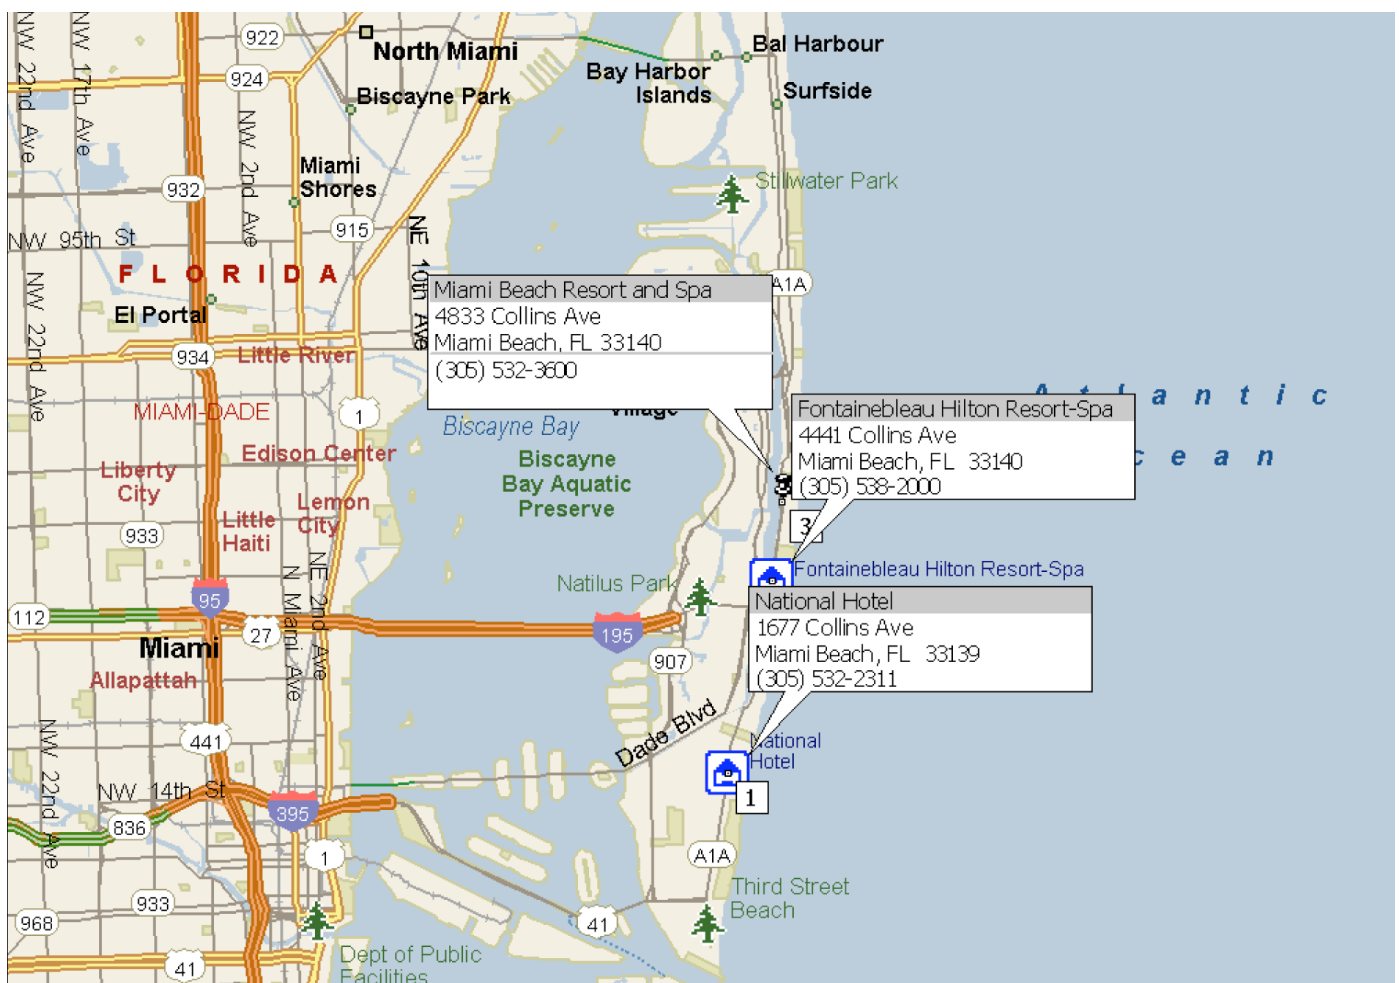 922
North Miami
Bal Harbour
Bay Harbor
Islands
924
Surfside
Biscayne Park
NW 22nd Ave
NW 17th Ave
NW 2nd Ave
Miami
Shores
932
Stillwater Park
915
NW 95th St
NE 10th Ave
FLORIDA
A1A
Miami Beach Resort and Spa
4833 Collins Ave
Miami Beach, FL 33140
(305) 532-3600
El Portal
NW 22nd Ave
934
Little River
MIAMI-DADE
1
Village
Biscayne Bay
Atlantic
Ocean
Fontainebleau Hilton Resort-Spa
4441 Collins Ave
Miami Beach, FL 33140
(305) 538-2000
Edison Center
Biscayne
Bay Aquatic
Preserve
Liberty
City
Lemon
City
Little
Haiti
933
3
Fontainebleau Hilton Resort-Spa
Natilus Park
N Miami Ave
NE 2nd Ave
95
112
27
195
National Hotel
1677 Collins Ave
Miami Beach, FL 33139
(305) 532-2311
Miami
907
Allapattah
Dade Blvd
441
NW 22nd Ave
National
Hotel
NW 14th St
1
395
836
1
A1A
933
968
Third Street
Beach
41
Dept of Public
Facilities
41